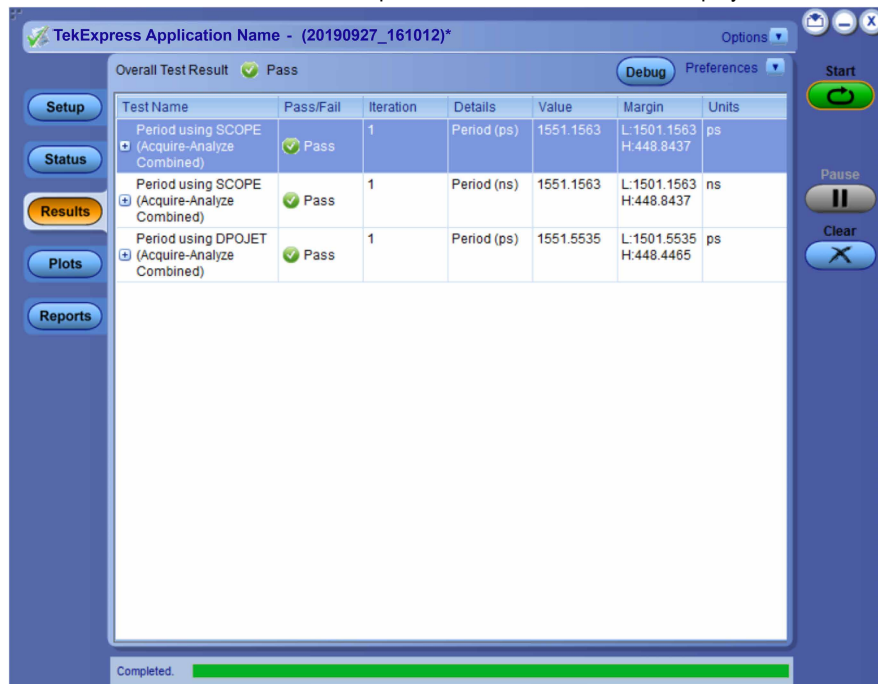 TekExpress Application Name - (20190927_161012)*
Options
Overall Test Result Pass
Debug
Preferences
Start
Setup
Status
Results
Plots
Reports
Test Name Pass/Fail Iteration Details Value Margin Units
Period using SCOPE
(Acquire-Analyze
Combined)
Pass
1
Period (ps)
1551.1563
L:1501.1563
H:448.8437
ps
Period using SCOPE
(Acquire-Analyze
Combined)
Pass
1
Period (ns)
1551.1563
L:1501.1563
H:448.8437
ns
Period using DPOJET
(Acquire-Analyze
Combined)
Pass
1
Period (ps)
1551.5535
L:1501.5535
H:448.4465
ps
Pause
Clear
Completed.